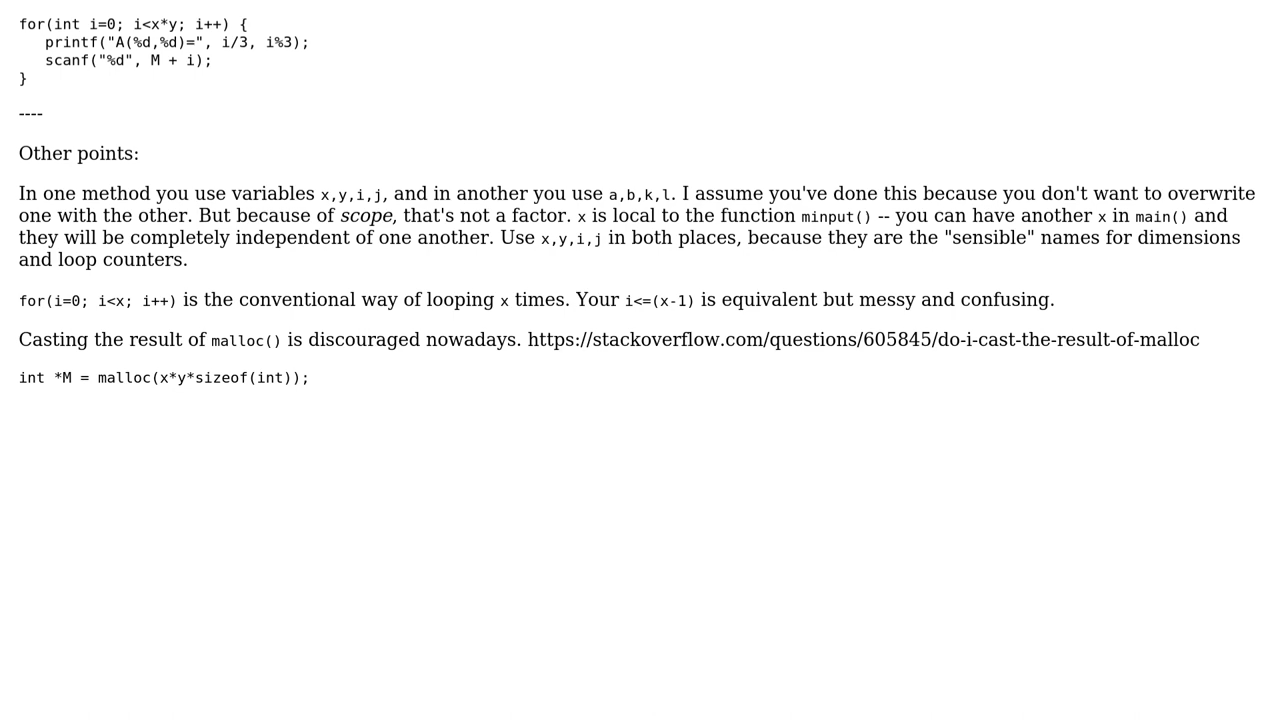 for(int i=0; i<x*y; i++) {
   printf("A(%d,%d)=", i/3, i%3);
   scanf("%d", M + i);
}
----
Other points:
In one method you use variables x,y,i,j, and in another you use a,b,k,l. I assume you've done this because you don't want to overwrite
one with the other. But because of scope, that's not a factor. x is local to the function minput() -- you can have another x in main() and
they will be completely independent of one another. Use x,y,i,j in both places, because they are the "sensible" names for dimensions
and loop counters.
for(i=0; i<x; i++) is the conventional way of looping x times. Your i<=(x-1) is equivalent but messy and confusing.
Casting the result of malloc() is discouraged nowadays. https://stackoverflow.com/questions/605845/do-i-cast-the-result-of-malloc
int *M = malloc(x*y*sizeof(int));